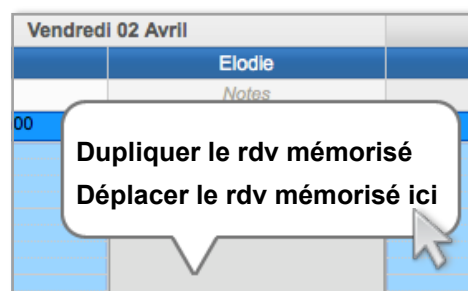 Vendredi 02 Avril
Elodie
Notes
00
Dupliquer le rdv mémorisé
Déplacer le rdv mémorisé ici